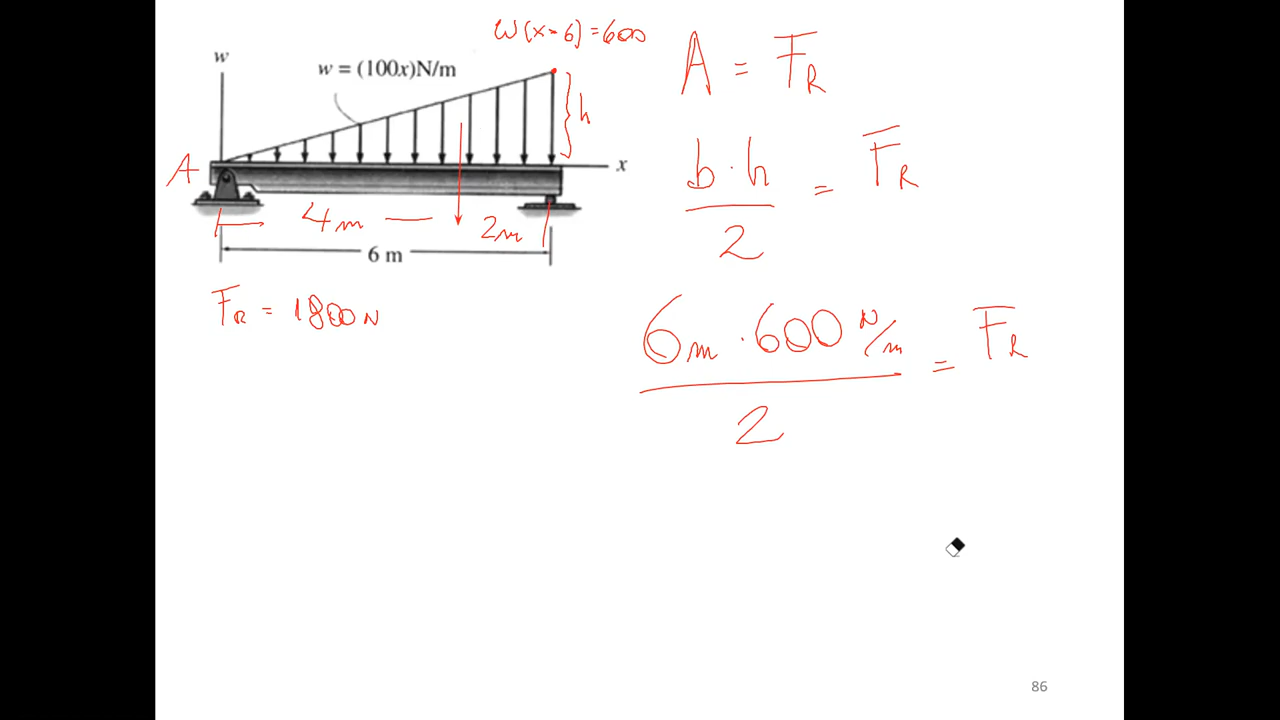 w(x=6)=600
w
w = (100x)N/m
h
A
x
4m
2m
6 m
F_R = 1800 N
A = F_R
b · h / 2 = F_R
6m · 600 N/m / 2 = F_R
86